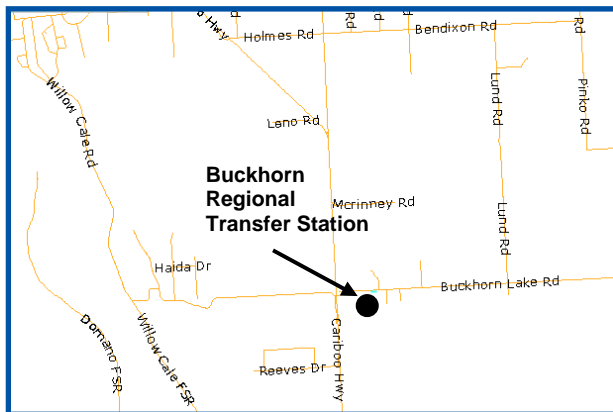 o Hwy
Rd
d
Holmes Rd
Bendixon Rd
Rd
Willow Cale Rd
Leno Rd
Lund Rd
Pinko Rd
Buckhorn
Regional
Transfer Station
Mcrinney Rd
Lund Rd
Haida Dr
Buckhorn Lake Rd
Domano FSR
Willow Cale FSR
Cariboo Hwy
Reeves Dr